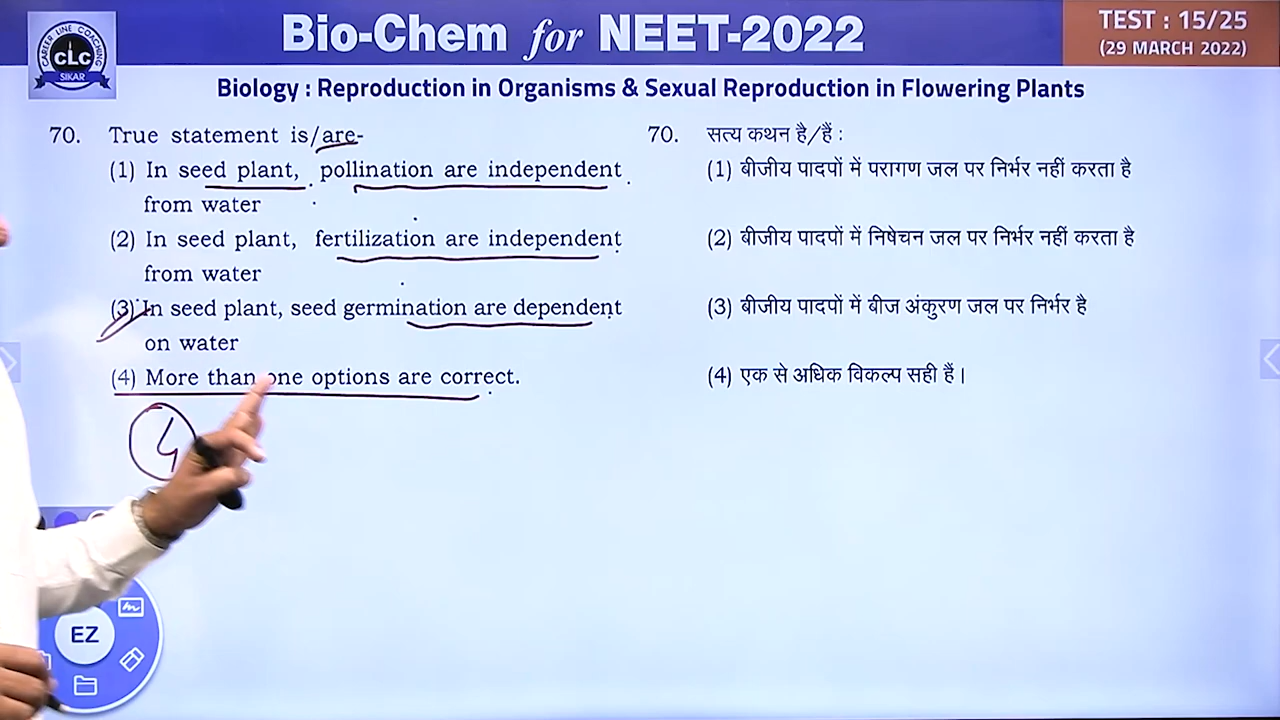 Bio-Chem for NEET-2022
TEST : 15/25
(29 MARCH 2022)
CAREER LINE COACHING
CLC
SIKAR
Biology : Reproduction in Organisms & Sexual Reproduction in Flowering Plants
70. True statement is/are-
(1) In seed plant, pollination are independent
from water
(2) In seed plant, fertilization are independent
from water
(3) In seed plant, seed germination are dependent
on water
(4) More than one options are correct.
4
70. सत्य कथन है/हैं :
(1) बीजीय पादपों में परागण जल पर निर्भर नहीं करता है
(2) बीजीय पादपों में निषेचन जल पर निर्भर नहीं करता है
(3) बीजीय पादपों में बीज अंकुरण जल पर निर्भर है
(4) एक से अधिक विकल्प सही हैं।
EZ